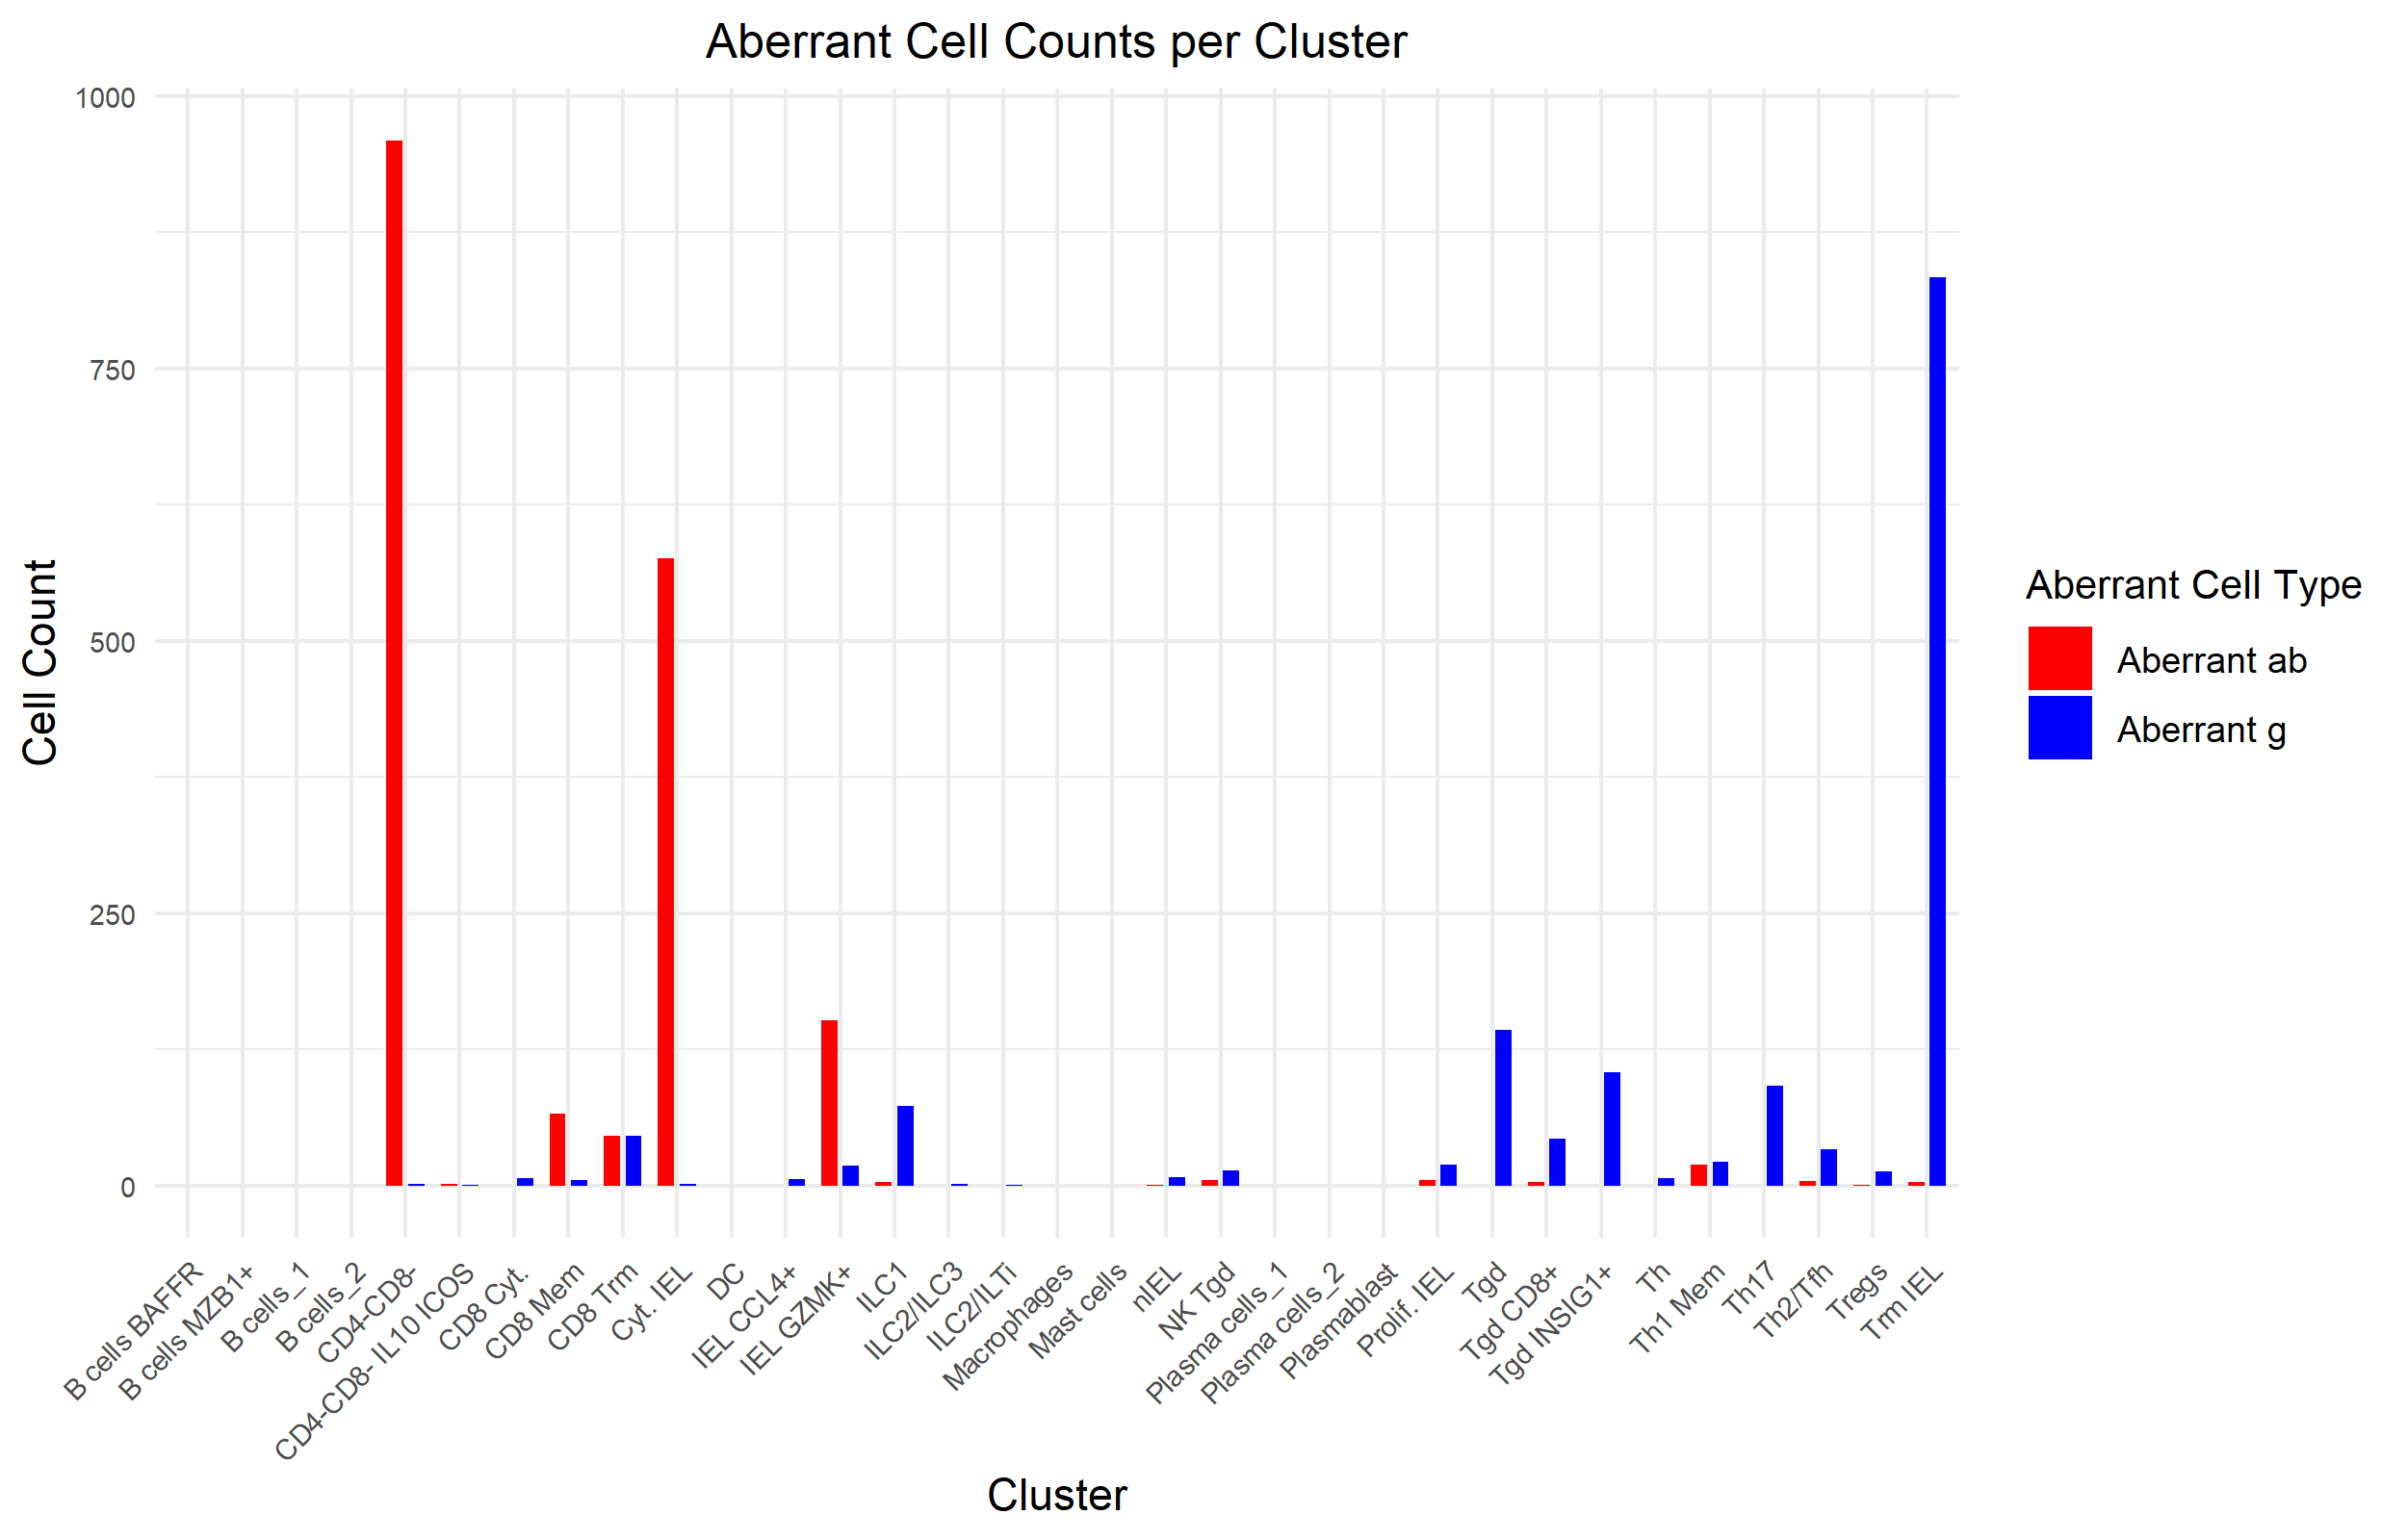 Aberrant Cell Counts per Cluster
1000
750
500
250
0
Cell Count
B cells BAFFR
B cells MZB1+
B cells_1
B cells_2
CD4-CD8-
CD4-CD8- IL10 ICOS
CD8 Cyt.
CD8 Mem
CD8 Trm
Cyt. IEL
DC
IEL CCL4+
IEL GZMK+
ILC1
ILC2/ILC3
ILC2/ILTi
Macrophages
Mast cells
nIEL
NK Tgd
Plasma cells_1
Plasma cells_2
Plasmablast
Prolif. IEL
Tgd
Tgd CD8+
Tgd INSIG1+
Th
Th1 Mem
Th17
Th2/Tfh
Tregs
Trm IEL
Cluster
Aberrant Cell Type
Aberrant ab
Aberrant g